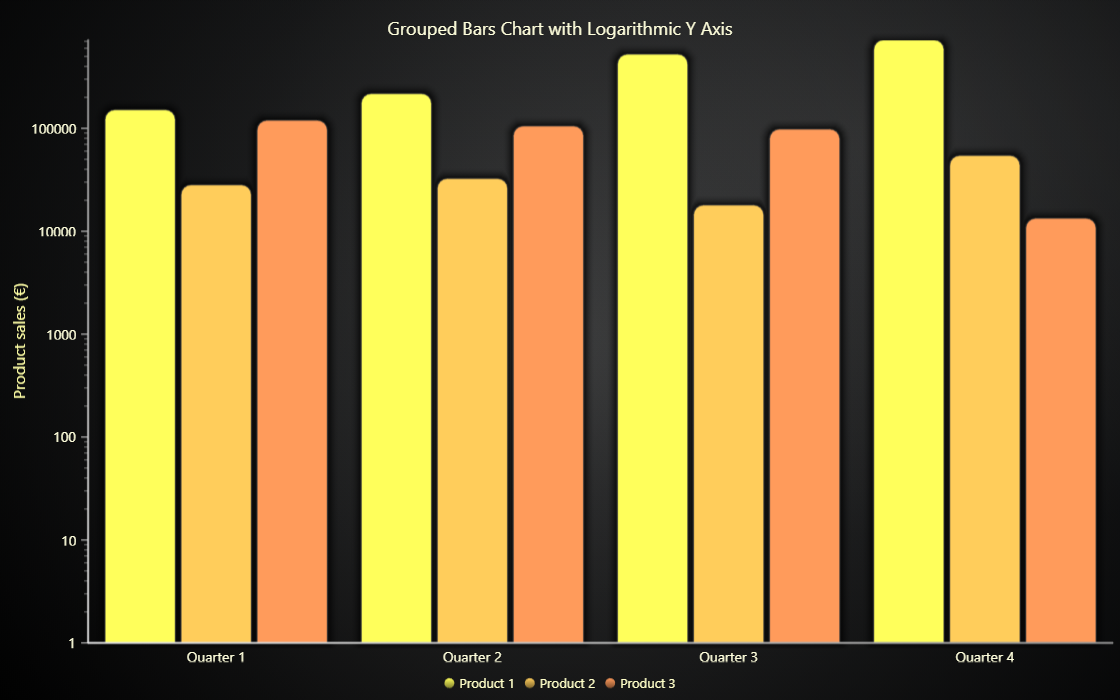 Grouped Bars Chart with Logarithmic Y Axis
Product sales (€)
100000
10000
1000
100
10
1
Quarter 1 Quarter 2 Quarter 3 Quarter 4
Product 1 Product 2 Product 3